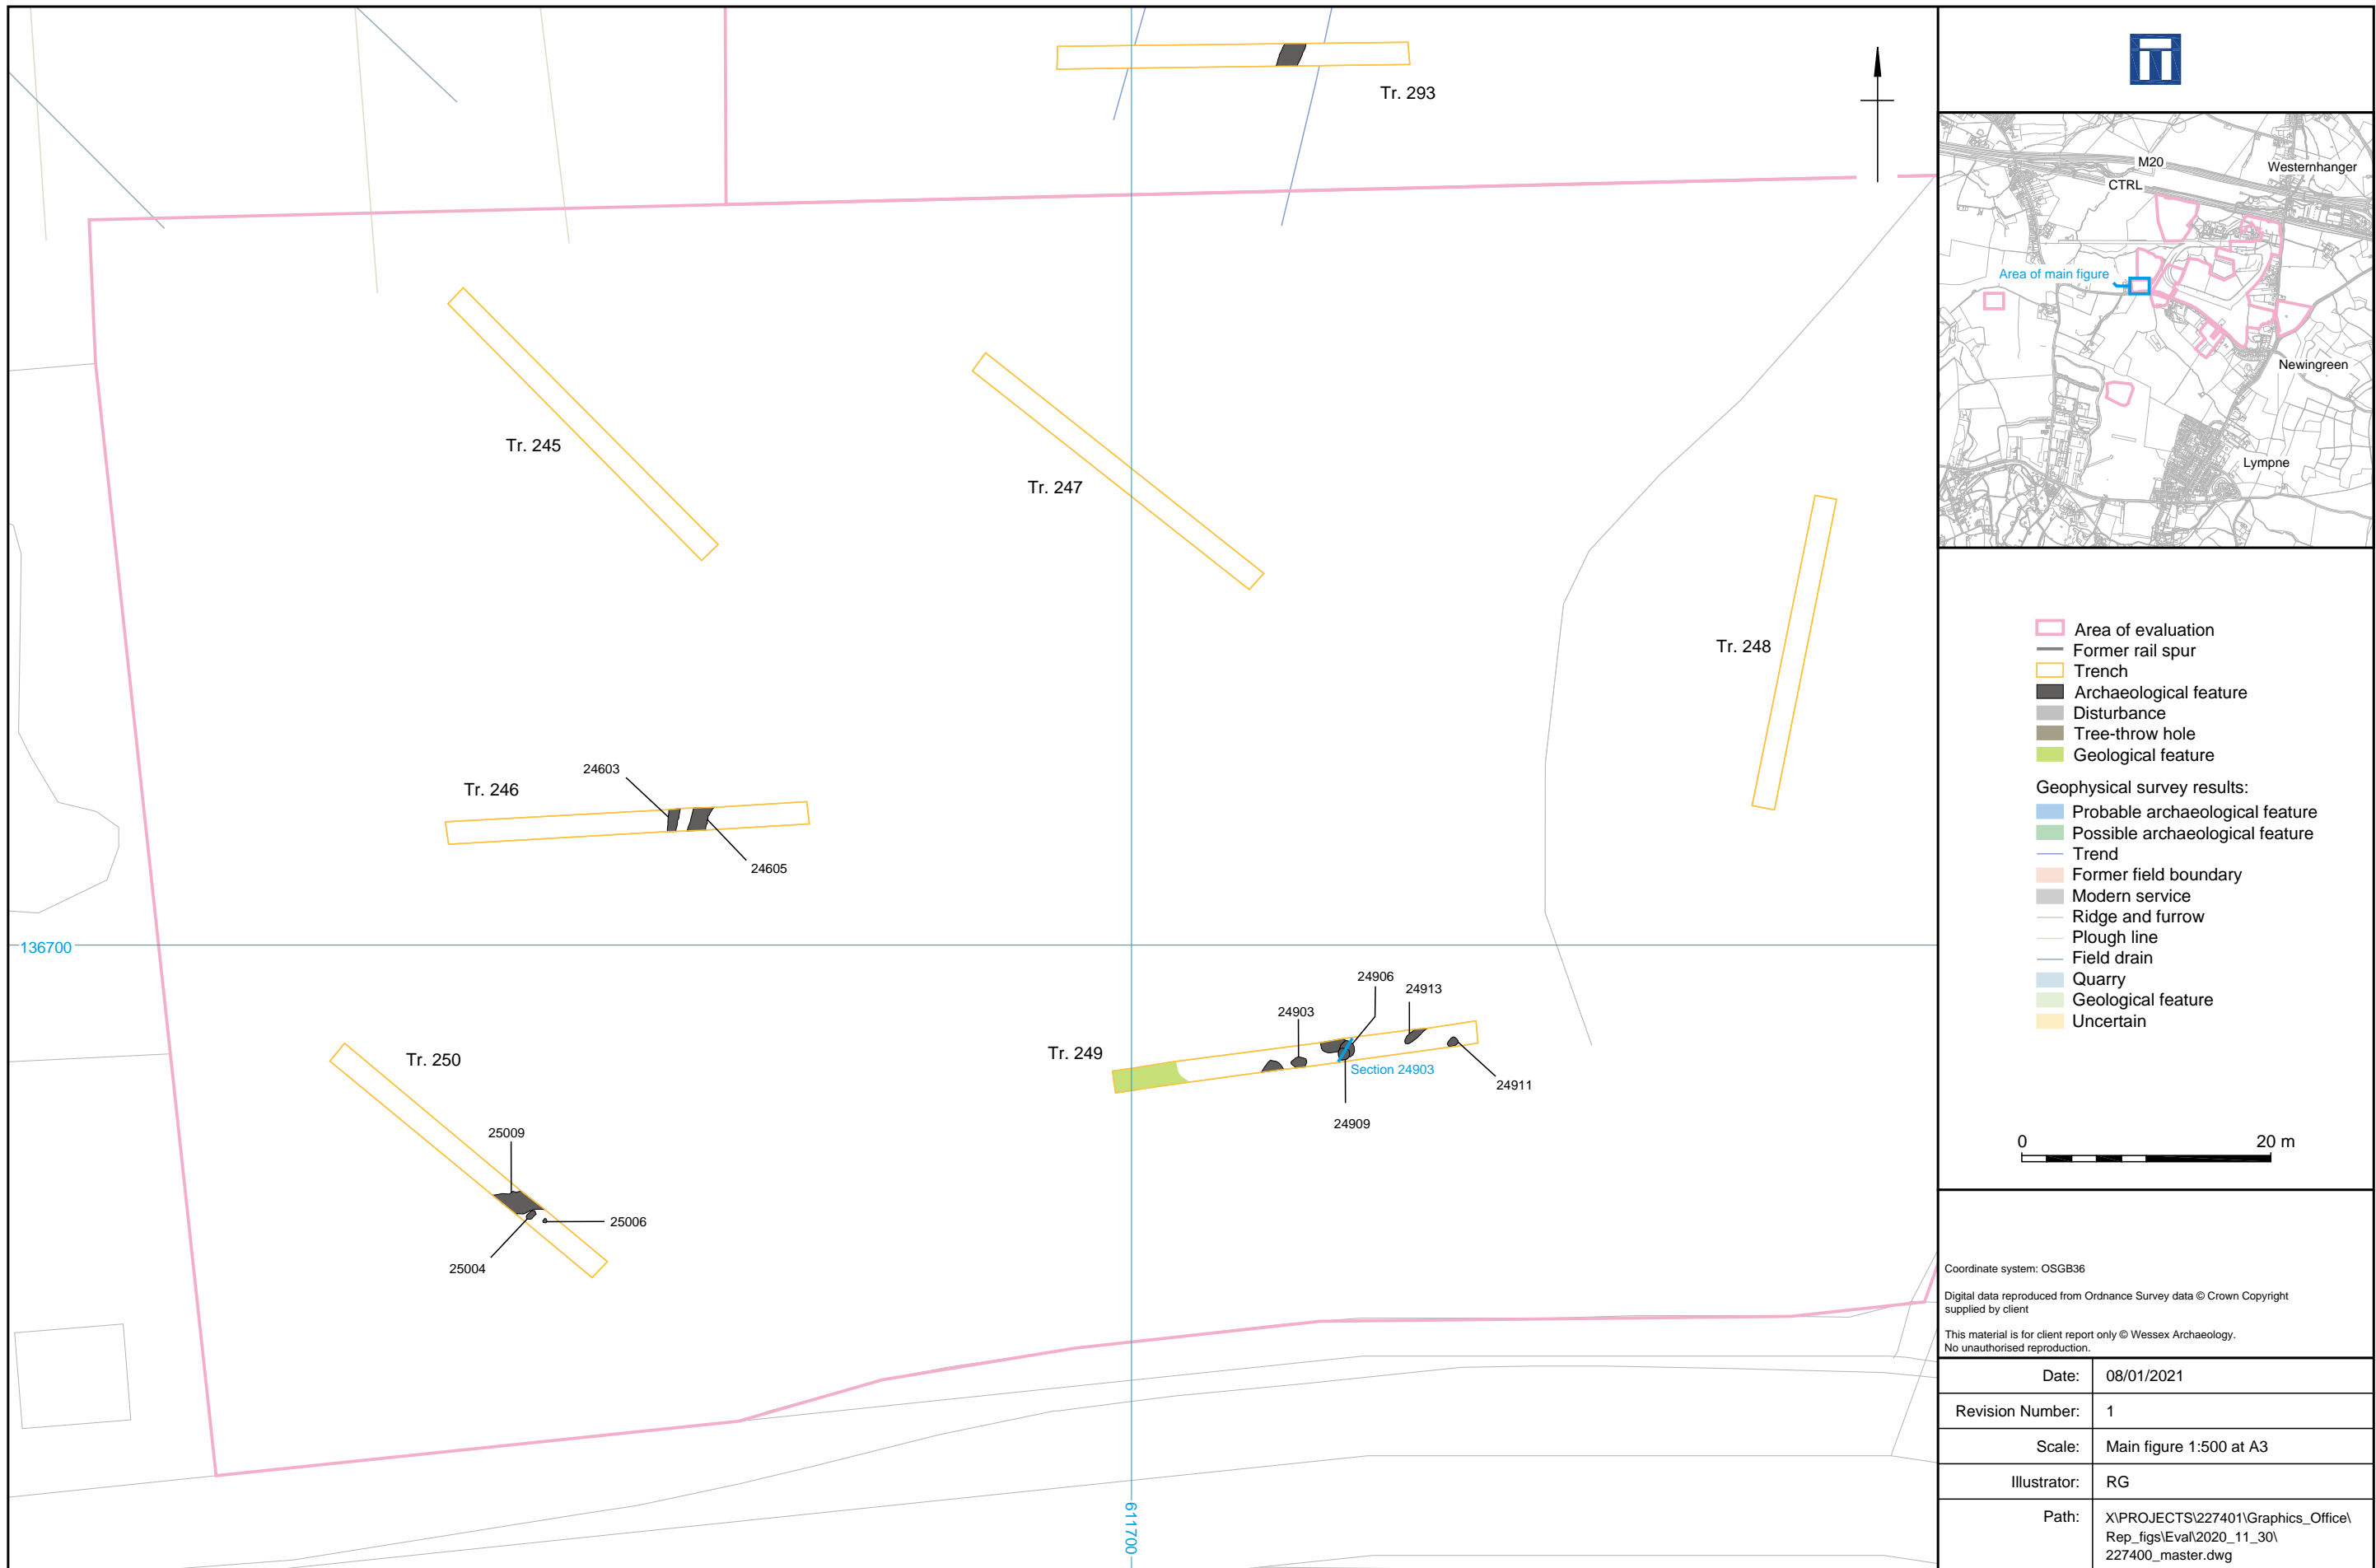 Tr. 293
Tr. 245
Tr. 247
Tr. 248
24603
Tr. 246
24605
136700
24906
24913
24903
Tr. 249
Tr. 250
Section 24903
24911
24909
25009
25006
25004
611700
M20
Westernhanger
CTRL
Area of main figure
Newingreen
Lympne
Area of evaluation
Former rail spur
Trench
Archaeological feature
Disturbance
Tree-throw hole
Geological feature
Geophysical survey results:
Probable archaeological feature
Possible archaeological feature
Trend
Former field boundary
Modern service
Ridge and furrow
Plough line
Field drain
Quarry
Geological feature
Uncertain
0 20 m
Coordinate system: OSGB36
Digital data reproduced from Ordnance Survey data © Crown Copyright
supplied by client
This material is for client report only © Wessex Archaeology.
No unauthorised reproduction.
Date: 08/01/2021
Revision Number: 1
Scale: Main figure 1:500 at A3
Illustrator: RG
Path: X\PROJECTS\227401\Graphics_Office\
Rep_figs\Eval\2020_11_30\
227400_master.dwg